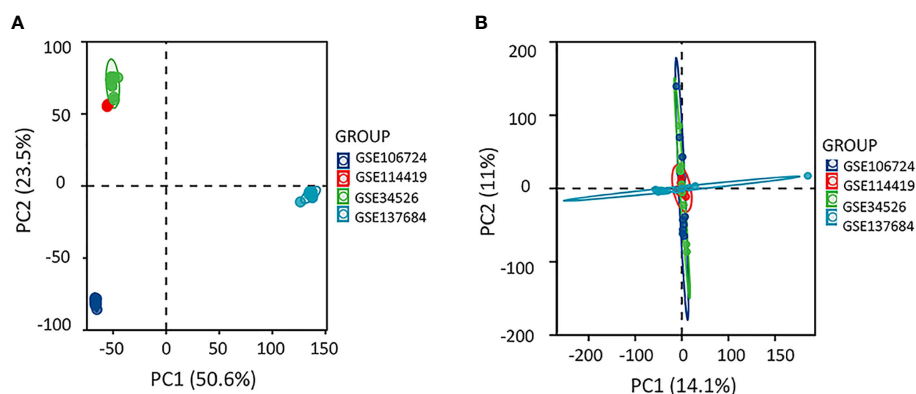 A
100
50
0
-50
-100
PC2 (23.5%)
-50
0
50
100
150
PC1 (50.6%)
GROUP
GSE106724
GSE114419
GSE34526
GSE137684
B
200
100
0
-100
-200
PC2 (11%)
-200
-100
0
100
PC1 (14.1%)
GROUP
GSE106724
GSE114419
GSE34526
GSE137684
200